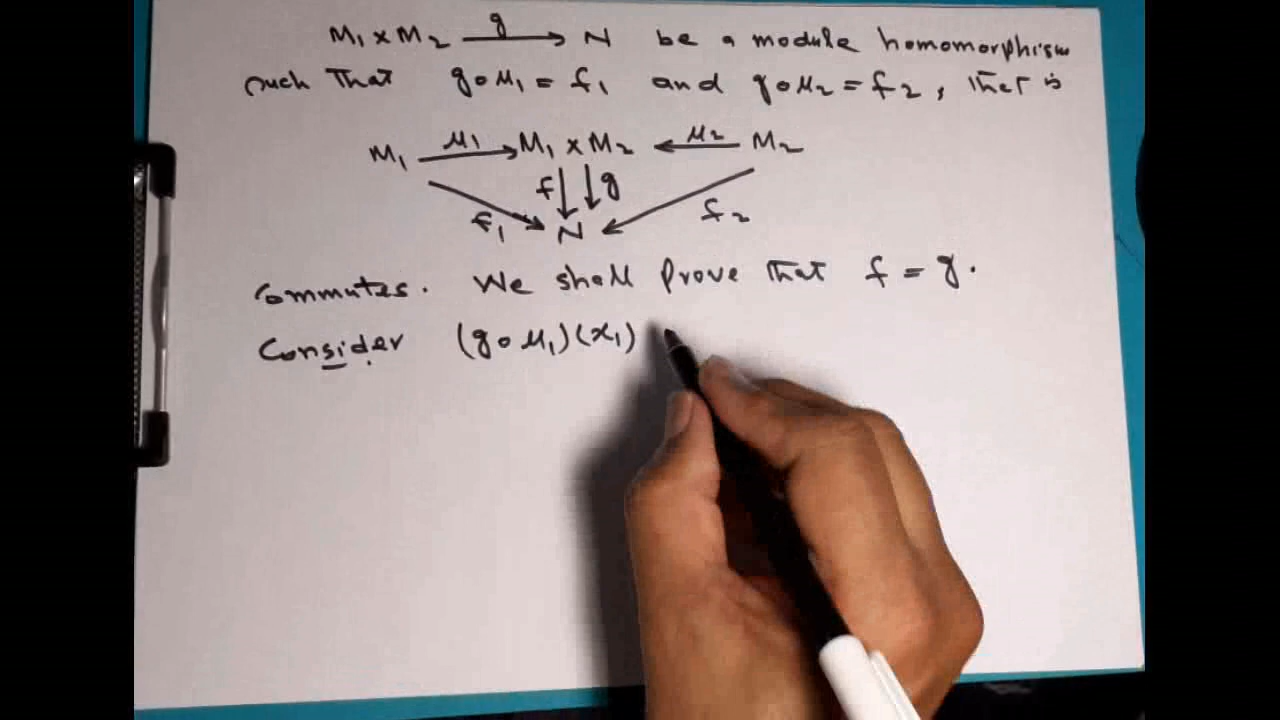 M₁ × M₂ —g→ N be a module homomorphism
such that g∘μ₁ = f₁ and g∘μ₂ = f₂, that is
M₁ —μ₁→ M₁ × M₂ ←μ₂— M₂
f g
f₁ N f₂
Commutes. We shall prove that f = g.
Consider (g∘μ₁)(x₁)